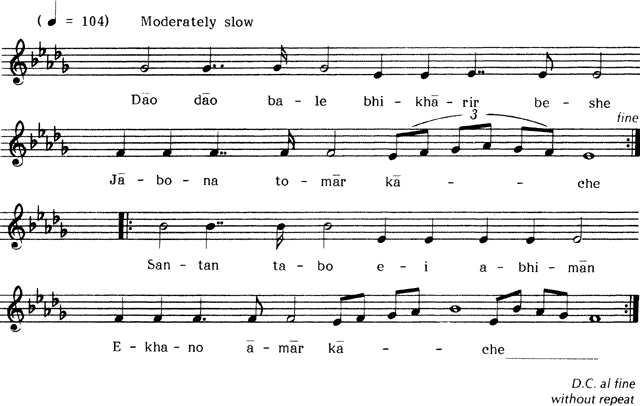 ( ♩ = 104) Moderately slow
Dāo dāo ba - le bhi - khā - rir be - she
3
fine
Jā - bo - na to - mār kā - - - che
San - tan ta - bo e - i a - bhi - mān
E - kha - no ā - mār kā - - che
D.C. al fine
without repeat